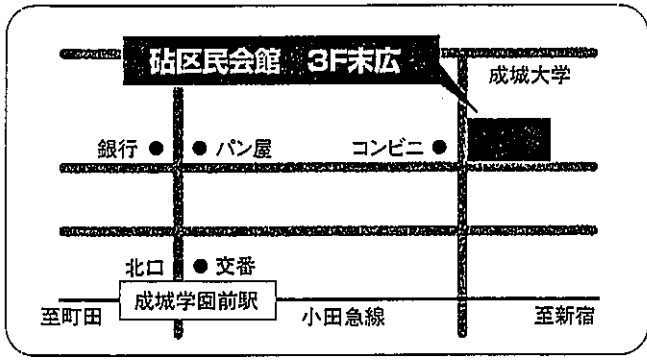 砧区民会館 3F末広
成城大学
銀行 ● ● パン屋
コンビニ ●
北口 ● 交番
成城学園前駅
至町田
小田急線
至新宿